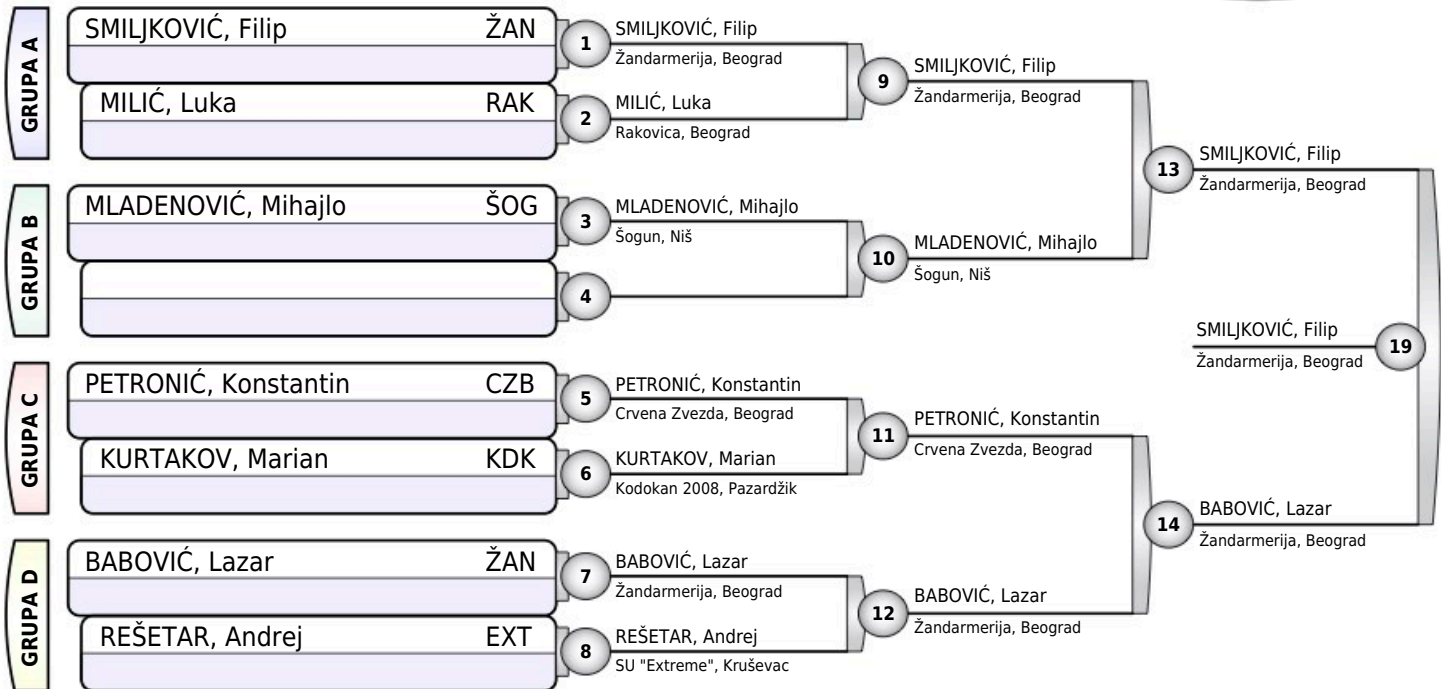 GRUPA A
SMILJKOVIĆ, Filip ŽAN
MILIĆ, Luka RAK
1
SMILJKOVIĆ, Filip
Žandarmerija, Beograd
2
MILIĆ, Luka
Rakovica, Beograd
9
SMILJKOVIĆ, Filip
Žandarmerija, Beograd
GRUPA B
MLADENOVIĆ, Mihajlo ŠOG
3
MLADENOVIĆ, Mihajlo
Šogun, Niš
4
10
MLADENOVIĆ, Mihajlo
Šogun, Niš
13
SMILJKOVIĆ, Filip
Žandarmerija, Beograd
GRUPA C
PETRONIĆ, Konstantin CZB
KURTAKOV, Marian KDK
5
PETRONIĆ, Konstantin
Crvena Zvezda, Beograd
6
KURTAKOV, Marian
Kodokan 2008, Pazardžik
11
PETRONIĆ, Konstantin
Crvena Zvezda, Beograd
GRUPA D
BABOVIĆ, Lazar ŽAN
REŠETAR, Andrej EXT
7
BABOVIĆ, Lazar
Žandarmerija, Beograd
8
REŠETAR, Andrej
SU "Extreme", Kruševac
12
BABOVIĆ, Lazar
Žandarmerija, Beograd
14
BABOVIĆ, Lazar
Žandarmerija, Beograd
SMILJKOVIĆ, Filip
Žandarmerija, Beograd
19